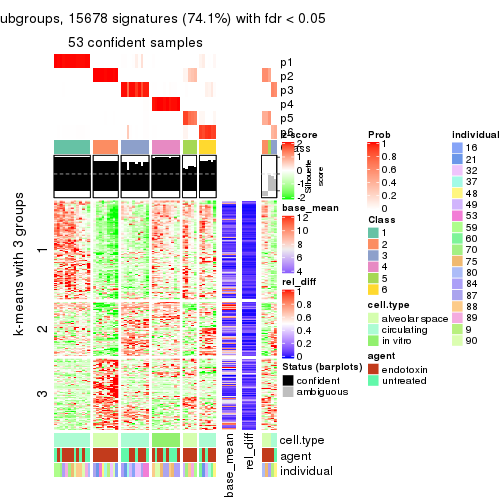 ubgroups, 15678 signatures (74.1%) with fdr < 0.05
53 confident samples
p1
p2
p3
p4
p5
z-score
2
1
0
-1
-2
Silhouette
score
base_mean
12
10
8
6
4
rel_diff
1
0.8
0.6
0.4
0.2
0
Status (barplots)
confident
ambiguous
Prob
1
0.8
0.6
0.4
0.2
0
Class
1
2
3
4
5
6
cell.type
alveolar space
circulating
in vitro
agent
endotoxin
untreated
individual
16
21
32
37
48
49
53
59
60
70
75
80
84
87
88
89
9
90
k-means with 3 groups
1
2
3
cell.type
agent
individual
base_mean
rel_diff